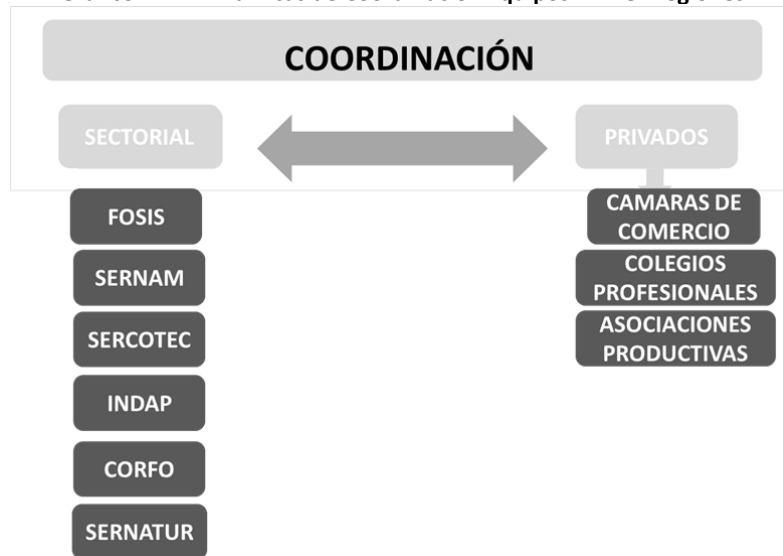 COORDINACIÓN
SECTORIAL
PRIVADOS
FOSIS
SERNAM
SERCOTEC
INDAP
CORFO
SERNATUR
CAMARAS DE
COMERCIO
COLEGIOS
PROFESIONALES
ASOCIACIONES
PRODUCTIVAS